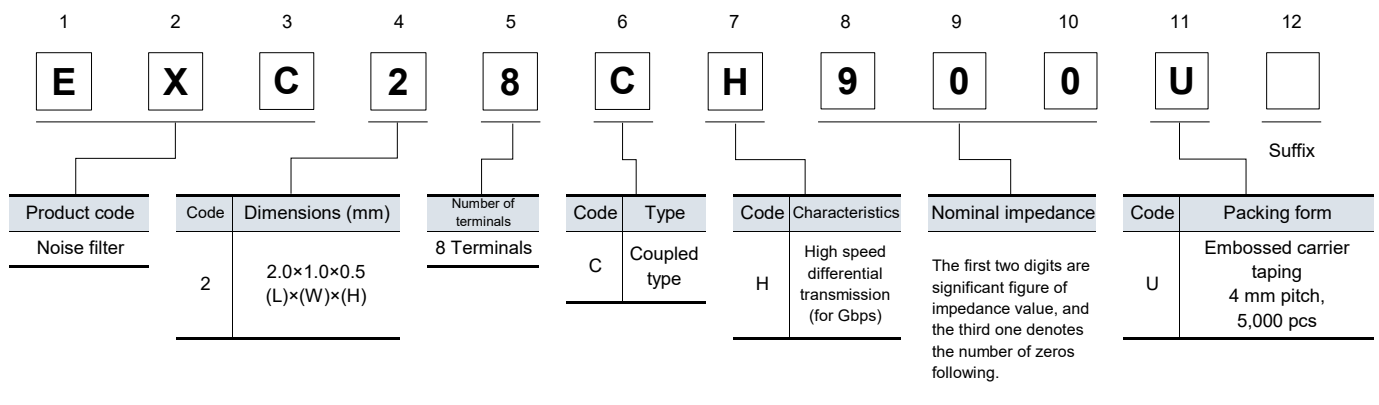 1 2 3 4 5 6 7 8 9 10 11 12
E X C 2 8 C H 9 0 0 U
Suffix
Product code
Noise filter
Code Dimensions (mm)
2
2.0×1.0×0.5
(L)×(W)×(H)
Number of
terminals
8 Terminals
Code Type
C
Coupled
type
Code Characteristics
H
High speed
differential
transmission
(for Gbps)
Nominal impedance
The first two digits are
significant figure of
impedance value, and
the third one denotes
the number of zeros
following.
Code Packing form
U
Embossed carrier
taping
4 mm pitch,
5,000 pcs